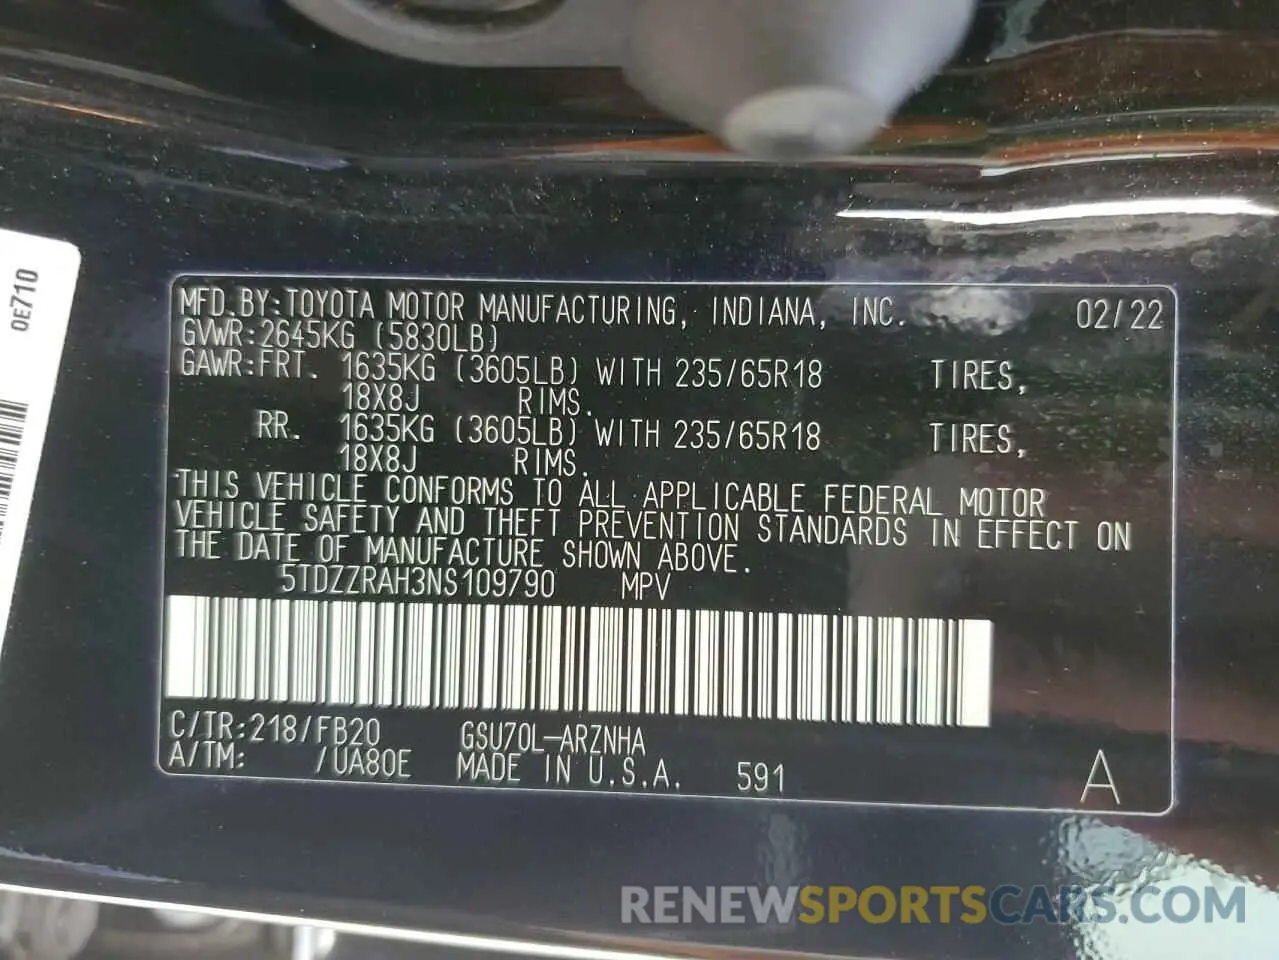 MFD.BY:TOYOTA MOTOR MANUFACTURING, INDIANA, INC. 02/22
GVWR:2645KG (5830LB)
GAWR:FRT. 1635KG (3605LB) WITH 235/65R18 TIRES,
18X8J RIMS.
RR. 1635KG (3605LB) WITH 235/65R18 TIRES,
18X8J RIMS.
THIS VEHICLE CONFORMS TO ALL APPLICABLE FEDERAL MOTOR
VEHICLE SAFETY AND THEFT PREVENTION STANDARDS IN EFFECT ON
THE DATE OF MANUFACTURE SHOWN ABOVE.
5TDZZRAH3NS109790 MPV
C/TR:218/FB20 GSU70L-ARZNHA
A/TM: /UA80E MADE IN U.S.A. 591 A
0E710
RENEWSPORTSCARS.COM